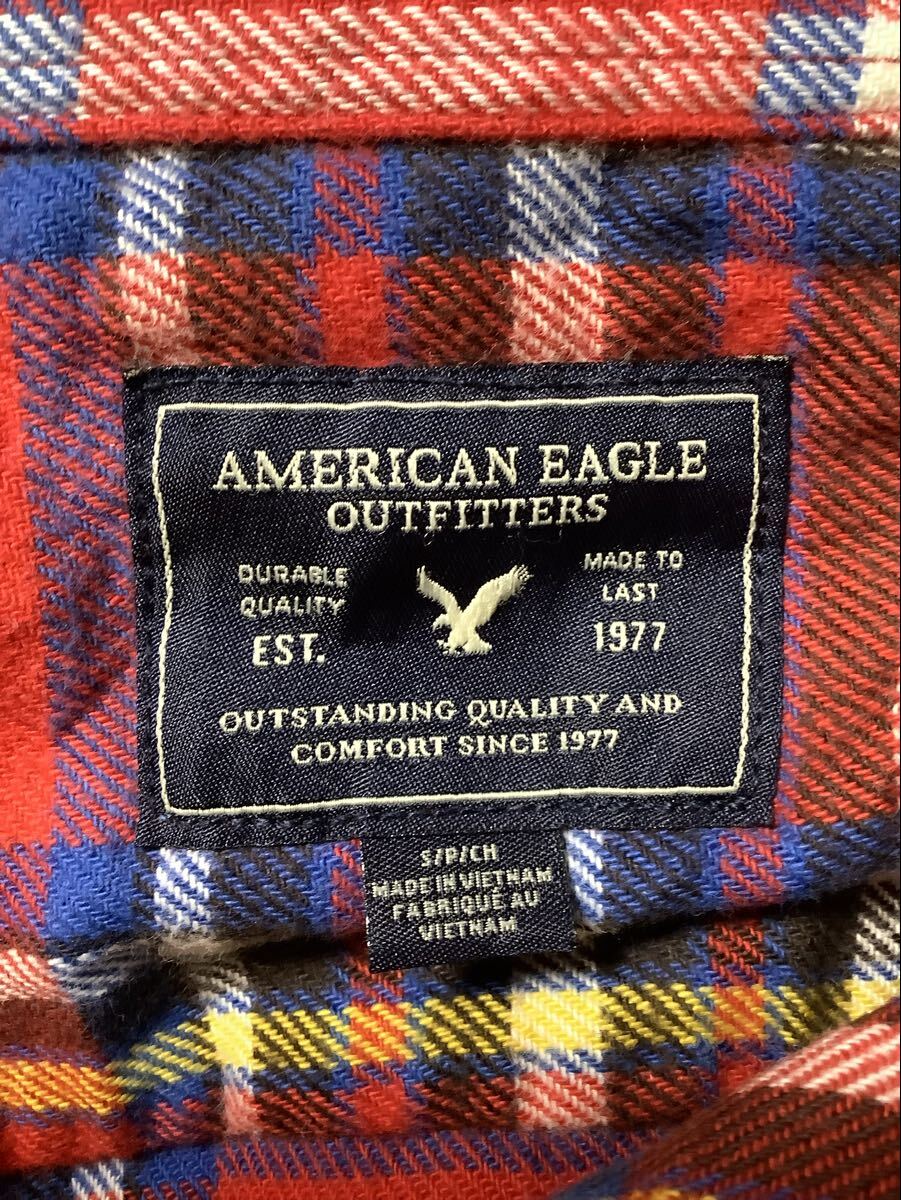 AMERICAN EAGLE
OUTFITTERS
DURABLE
QUALITY
EST.
MADE TO
LAST
1977
OUTSTANDING QUALITY AND
COMFORT SINCE 1977
S/P/CH
MADE IN VIETNAM
FABRIQUE AU
VIETNAM